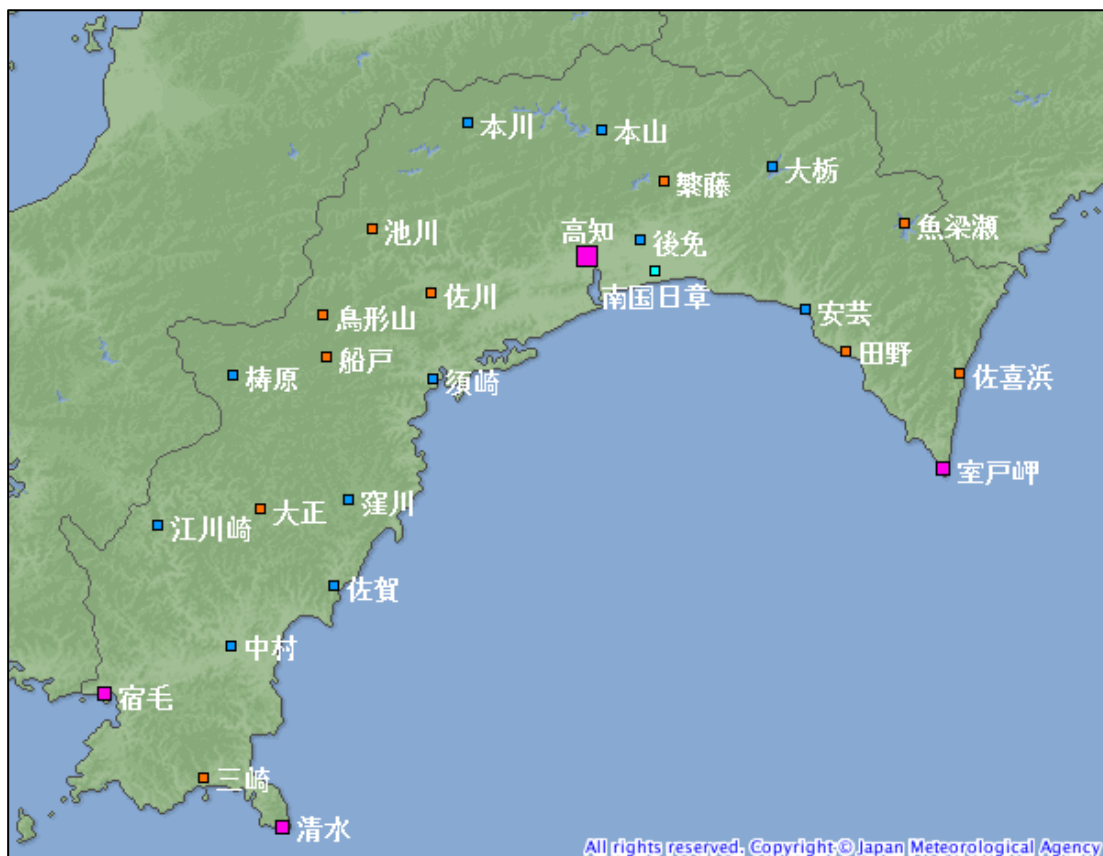 本川
本山
大栃
繁藤
魚梁瀬
池川
高知
後免
佐川
南国日章
鳥形山
安芸
船戸
田野
梼原
須崎
佐喜浜
室戸岬
窪川
大正
江川崎
佐賀
中村
宿毛
三崎
清水
All rights reserved. Copyright © Japan Meteorological Agency